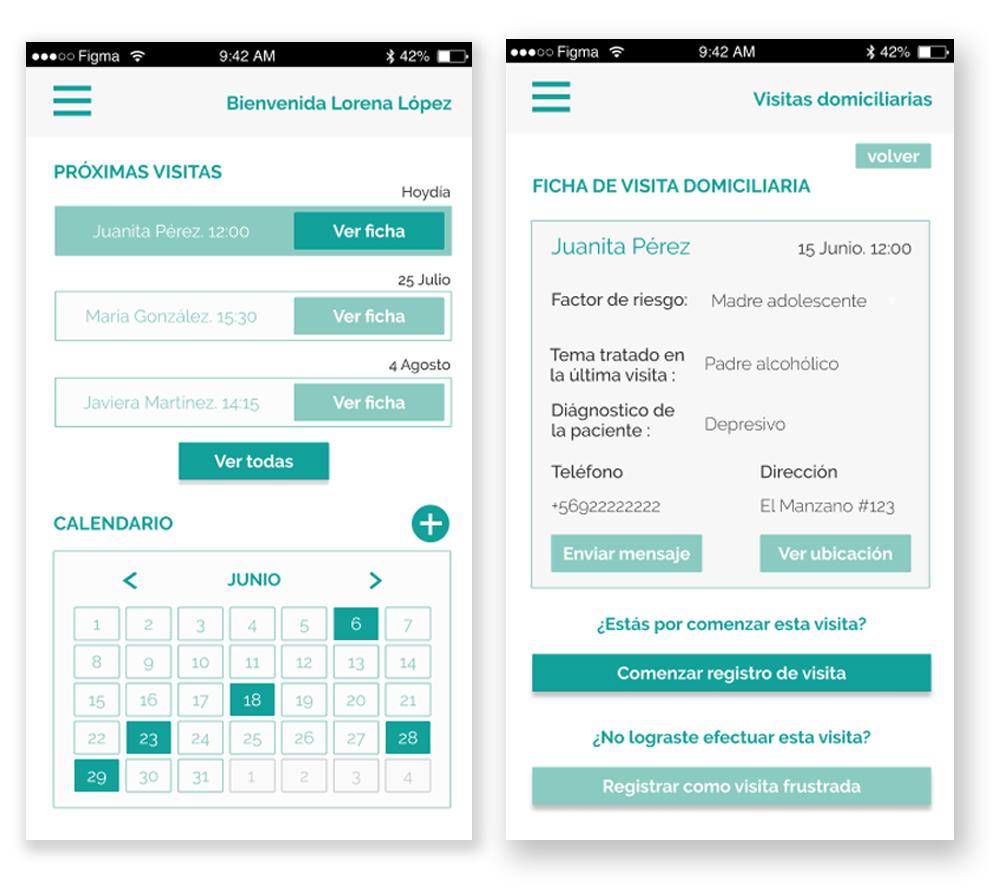 Figma 9:42 AM 42%
Bienvenida Lorena López
PRÓXIMAS VISITAS
Hoydía
Juanita Pérez. 12:00 Ver ficha
25 Julio
Maria González. 15:30 Ver ficha
4 Agosto
Javiera Martinez. 14:15 Ver ficha
Ver todas
CALENDARIO
< JUNIO >
1 2 3 4 5 6 7
8 9 10 11 12 13 14
15 16 17 18 19 20 21
22 23 24 25 26 27 28
29 30 31 1 2 3 4
Figma 9:42 AM 42%
Visitas domiciliarias
volver
FICHA DE VISITA DOMICILIARIA
Juanita Pérez 15 Junio. 12:00
Factor de riesgo: Madre adolescente
Tema tratado en
la última visita : Padre alcohólico
Diágnostico de
la paciente : Depresivo
Teléfono Dirección
+56922222222 El Manzano #123
Enviar mensaje Ver ubicación
¿Estás por comenzar esta visita?
Comenzar registro de visita
¿No lograste efectuar esta visita?
Registrar como visita frustrada